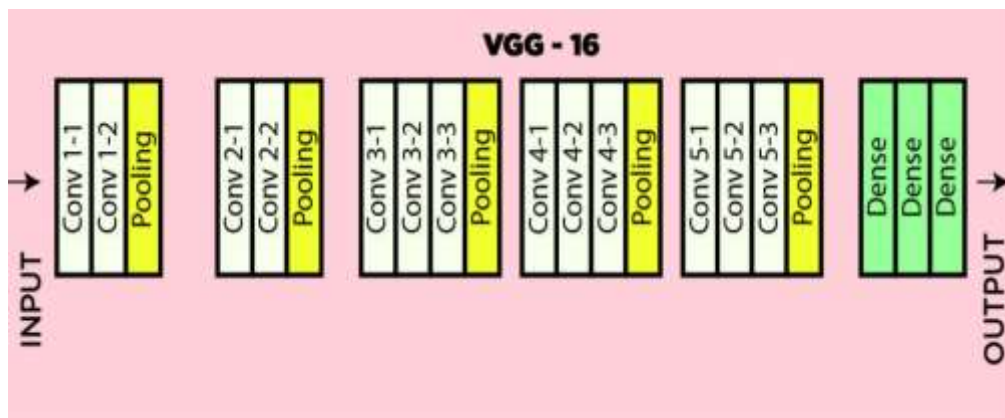 VGG - 16
INPUT
Conv 1-1
Conv 1-2
Pooling
Conv 2-1
Conv 2-2
Pooling
Conv 3-1
Conv 3-2
Conv 3-3
Pooling
Conv 4-1
Conv 4-2
Conv 4-3
Pooling
Conv 5-1
Conv 5-2
Conv 5-3
Pooling
Dense
Dense
Dense
OUTPUT